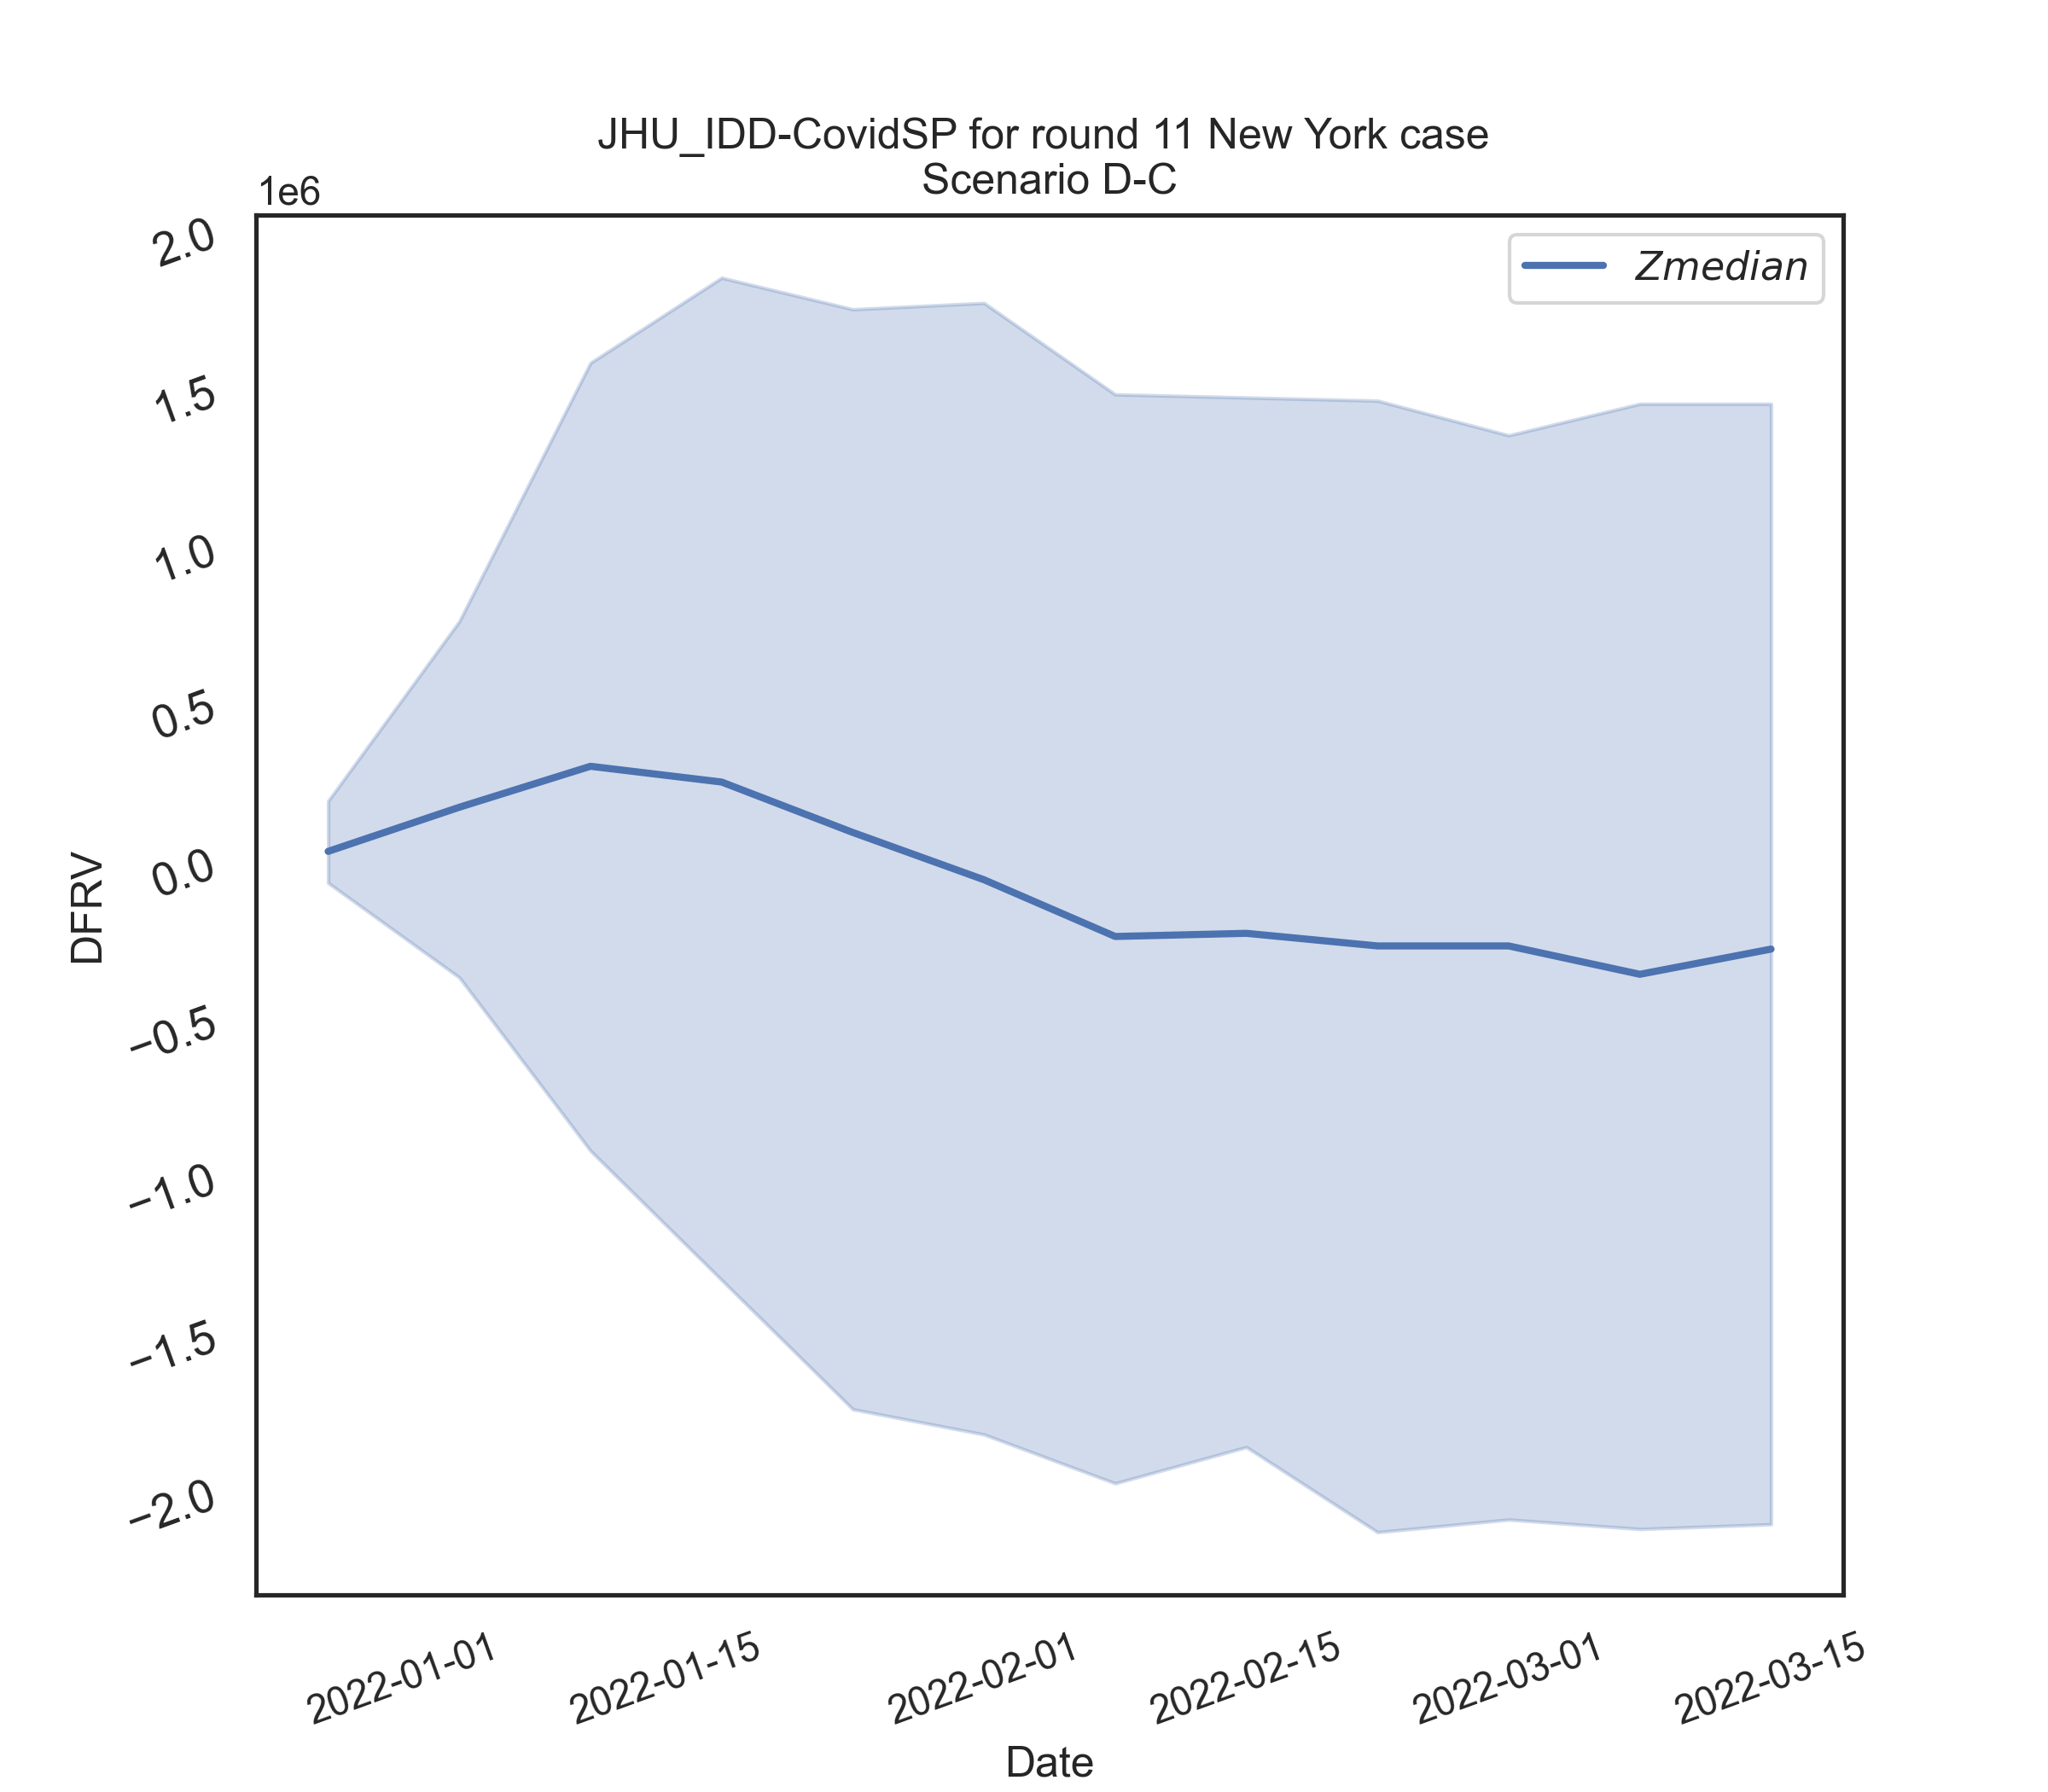 JHU_IDD-CovidSP for round 11 New York case
Scenario D-C
1e6
2.0
1.5
1.0
0.5
0.0
−0.5
−1.0
−1.5
−2.0
DFRV
Zmedian
2022-01-01
2022-01-15
2022-02-01
2022-02-15
2022-03-01
2022-03-15
Date